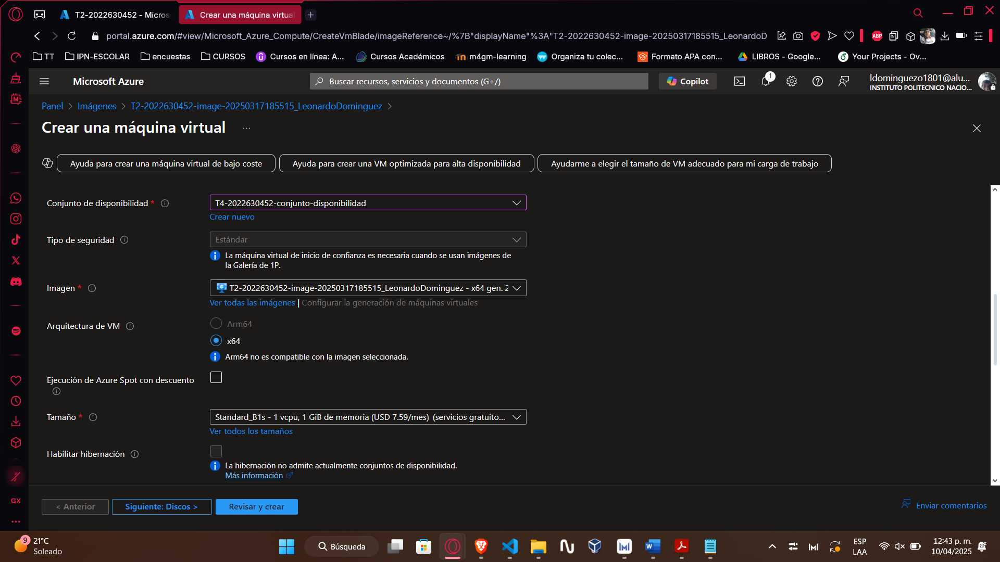 T2-2022630452 - Micros
Crear una máquina virtual
portal.azure.com/#view/Microsoft_Azure_Compute/CreateVmBlade/imageReference~/%7B"displayName"%3A"T2-2022630452-image-20250317185515_LeonardoD
ABP
TT
IPN-ESCOLAR
encuestas
CURSOS
Cursos en línea: A...
Cursos Académicos
m4gm-learning
Organiza tu colec...
Formato APA con...
LIBROS - Google...
Your Projects - Ov...
Microsoft Azure
Buscar recursos, servicios y documentos (G+/)
Copilot
1
ldominguezo1801@alu...
INSTITUTO POLITECNICO NACIO...
Panel > Imágenes > T2-2022630452-image-20250317185515_LeonardoDominguez >
Crear una máquina virtual ...
Ayuda para crear una máquina virtual de bajo coste
Ayuda para crear una VM optimizada para alta disponibilidad
Ayudarme a elegir el tamaño de VM adecuado para mi carga de trabajo
Conjunto de disponibilidad *
T4-2022630452-conjunto-disponibilidad
Crear nuevo
Tipo de seguridad
Estándar
La máquina virtual de inicio de confianza es necesaria cuando se usan imágenes de
la Galería de 1P.
Imagen *
T2-2022630452-image-20250317185515_LeonardoDominguez - x64 gen. 2
Ver todas las imágenes | Configurar la generación de máquinas virtuales
Arquitectura de VM
Arm64
x64
Arm64 no es compatible con la imagen seleccionada.
Ejecución de Azure Spot con descuento
Tamaño *
Standard_B1s - 1 vcpu, 1 GiB de memoria (USD 7.59/mes) (servicios gratuito...
Ver todos los tamaños
Habilitar hibernación
La hibernación no admite actualmente conjuntos de disponibilidad.
Más información
< Anterior
Siguiente: Discos >
Revisar y crear
Enviar comentarios
GX
9
21°C
Soleado
Búsqueda
ESP
LAA
12:43 p. m.
10/04/2025